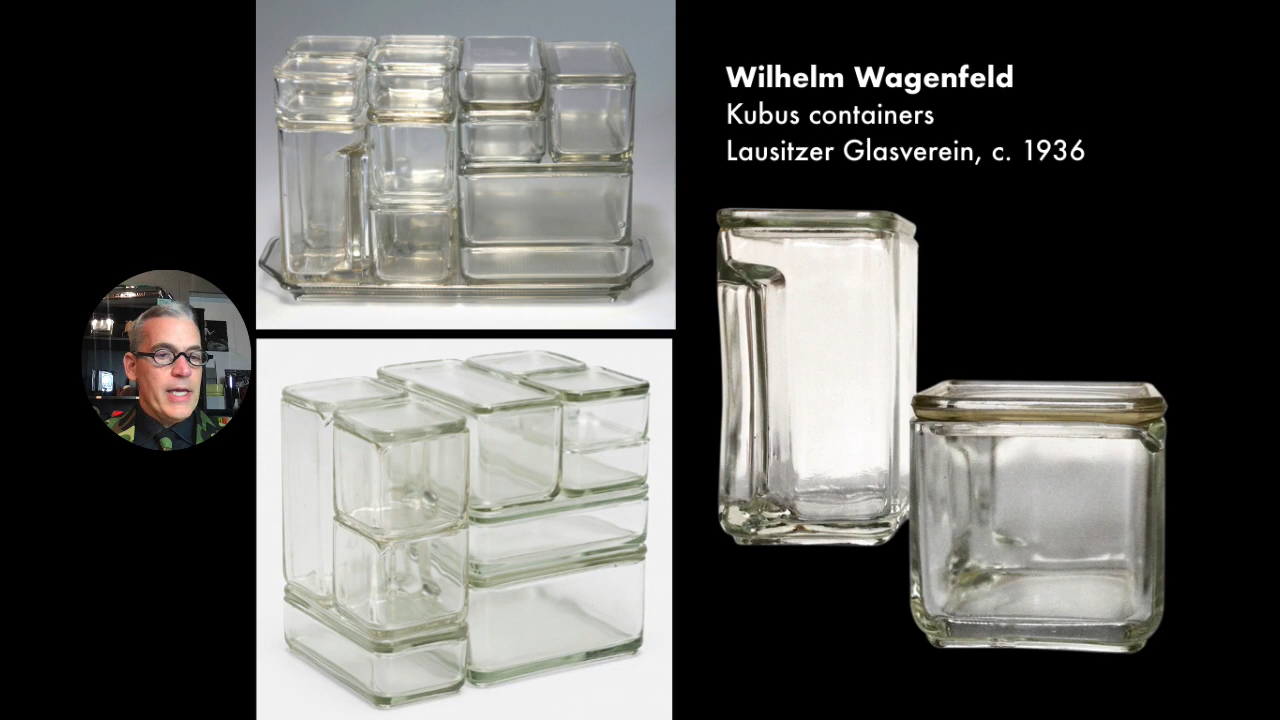 Wilhelm Wagenfeld
Kubus containers
Lausitzer Glasverein, c. 1936